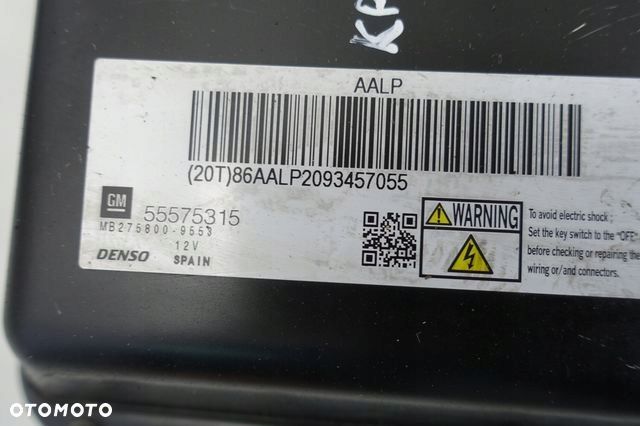 AALP
(20T)86AALP2093457055
GM 55575315
MB275800-9553
12V
DENSO SPAIN
WARNING
To avoid electric shock;
Set the key switch to the "OFF"
before checking or repairing the
wiring or/and connectors.
OTOMOTO